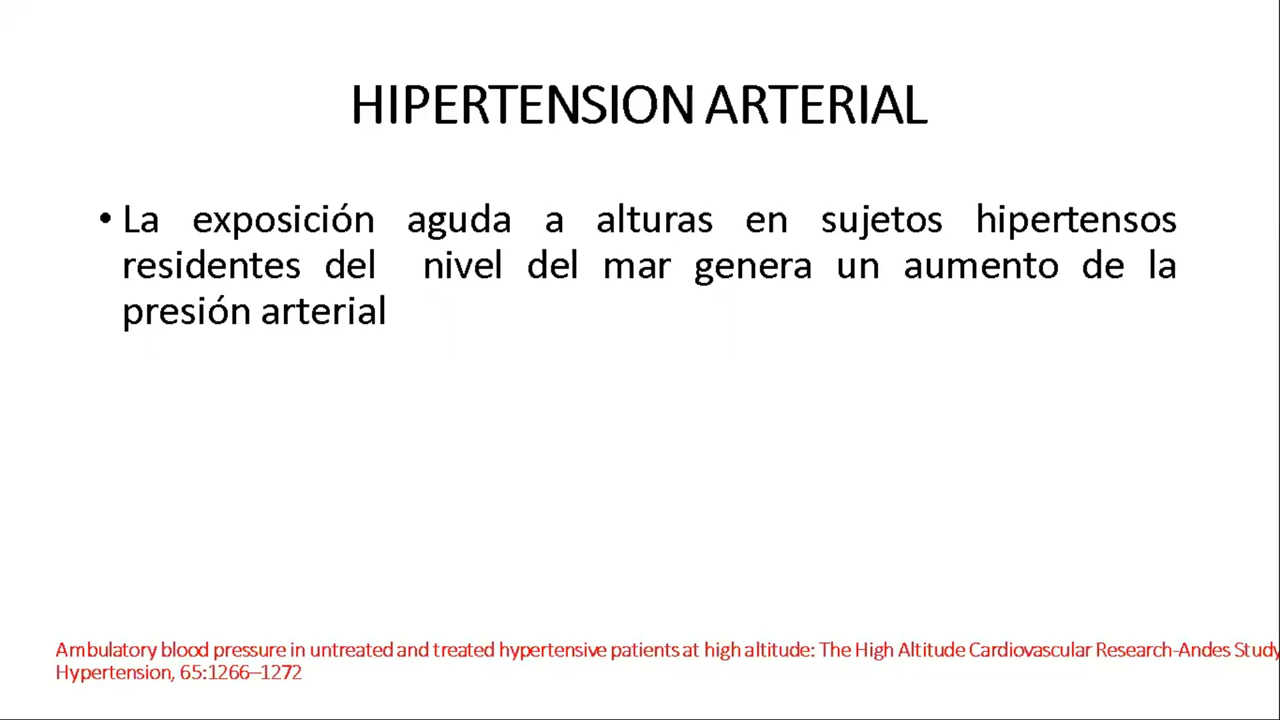 HIPERTENSION ARTERIAL
• La exposición aguda a alturas en sujetos hipertensos
residentes del nivel del mar genera un aumento de la
presión arterial
Ambulatory blood pressure in untreated and treated hypertensive patients at high altitude: The High Altitude Cardiovascular Research-Andes Study
Hypertension, 65:1266–1272